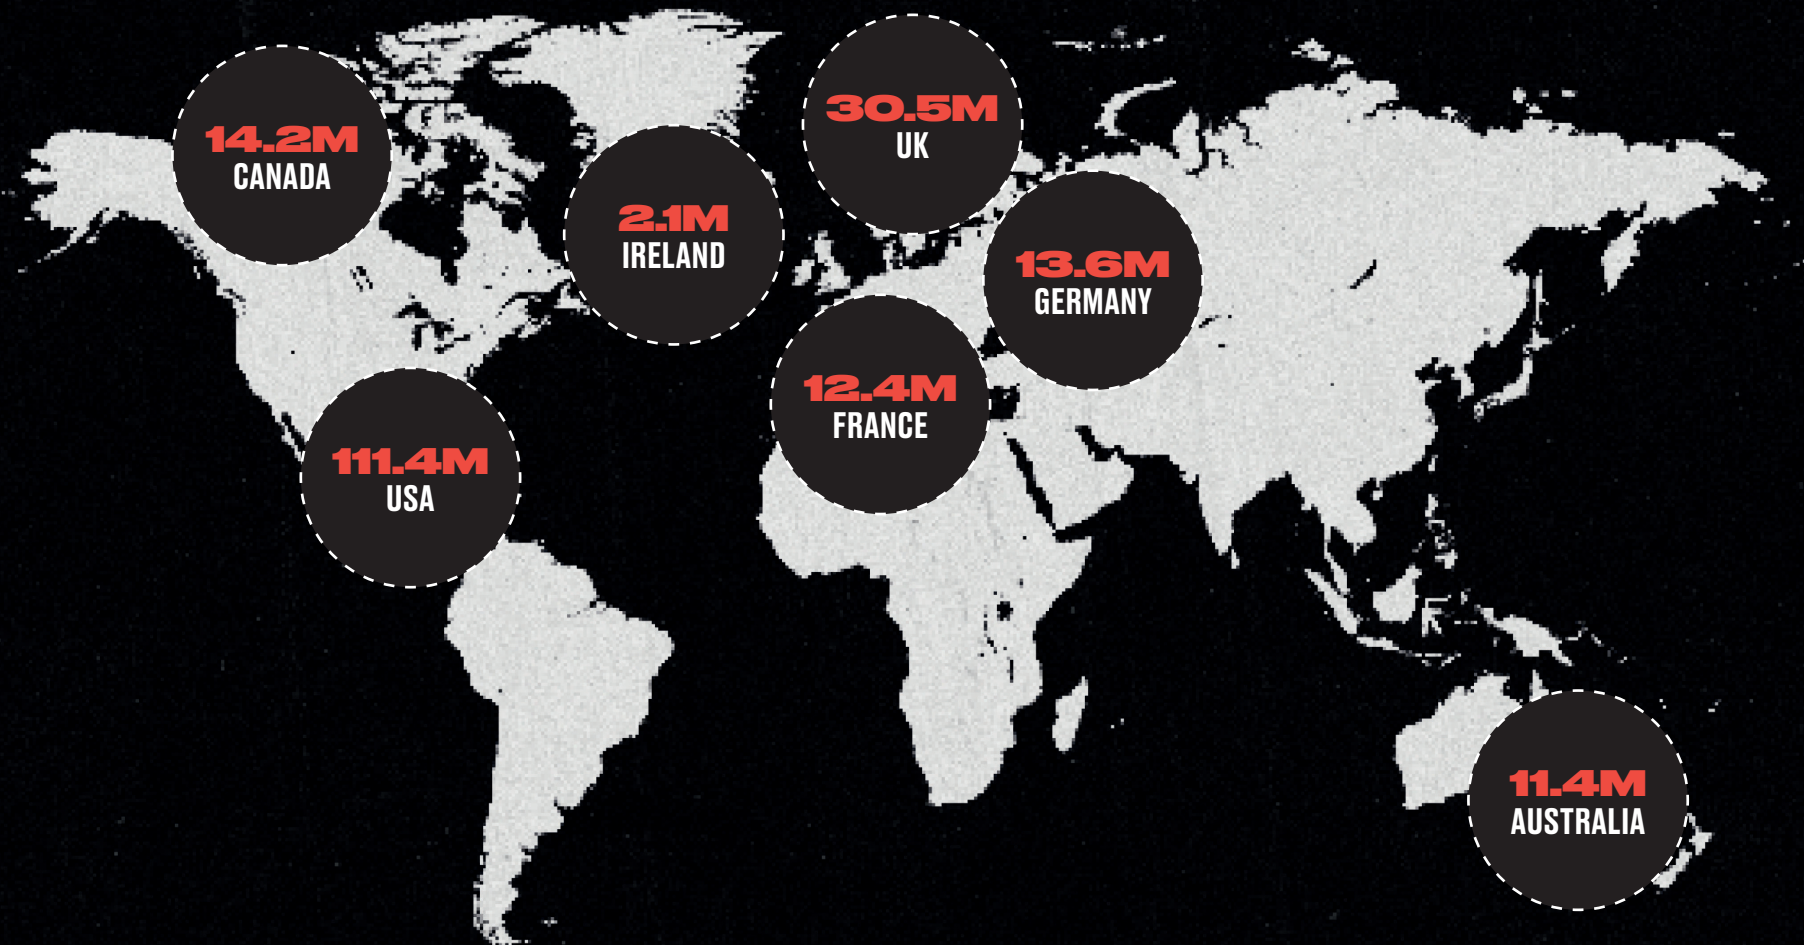 14.2M
CANADA
30.5M
UK
2.1M
IRELAND
13.6M
GERMANY
12.4M
FRANCE
111.4M
USA
11.4M
AUSTRALIA